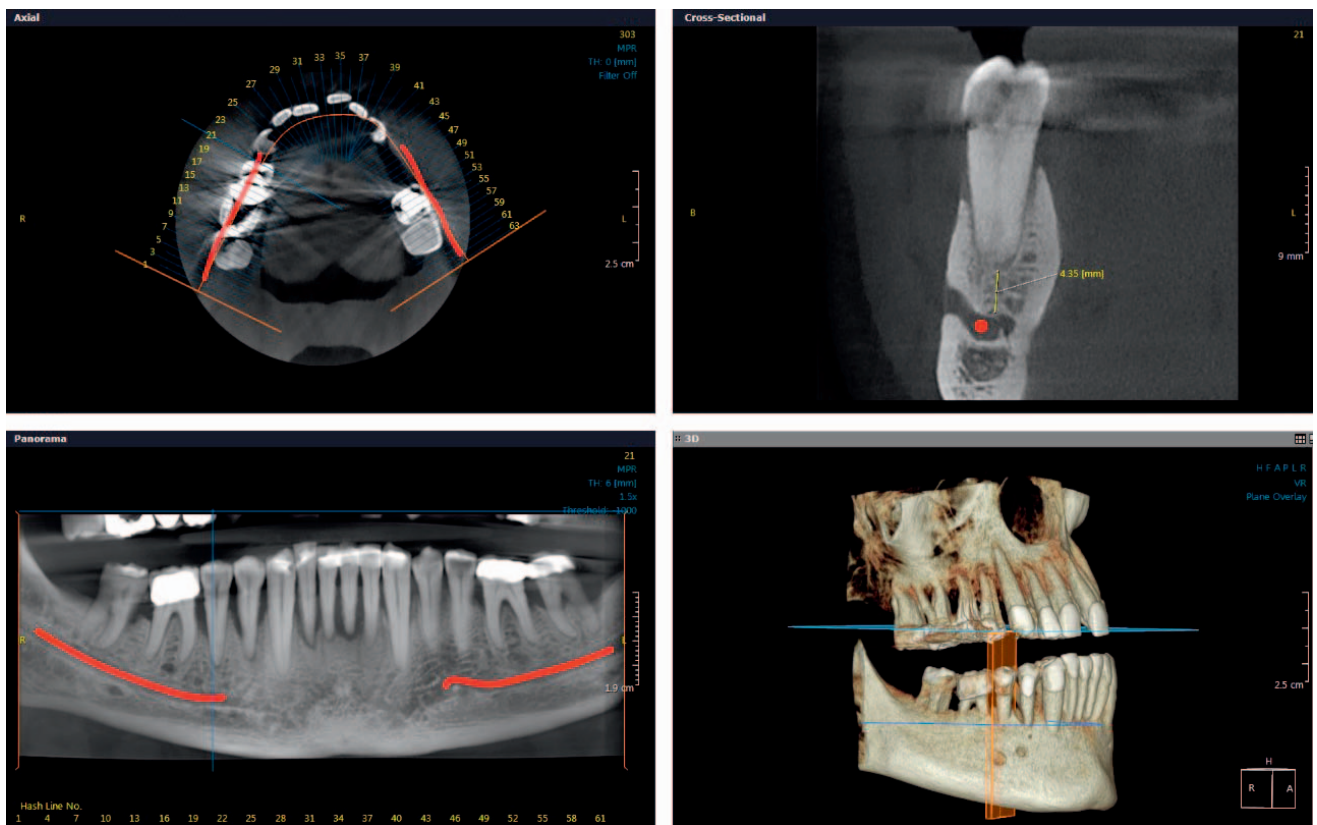 Axial
303
MPR
TH: 0 [mm]
Filter Off
35
33
37
31
29
39
27
41
25
43
23
45
21
47
19
49
17
51
15
53
13
55
11
57
9
59
7
61
5
63
3
1
R
L
2.5 cm
Cross-Sectional
21
B
L
9 mm
4.35 [mm]
Panorama
21
MPR
TH: 6 [mm]
1.5x
Threshold: -1000
R
L
1.9 cm
Hash Line No.
1 4 7 10 13 16 19 22 25 28 31 34 37 40 43 46 49 52 55 58 61
3D
H F A P L R
VR
Plane Overlay
2.5 cm
H
R A